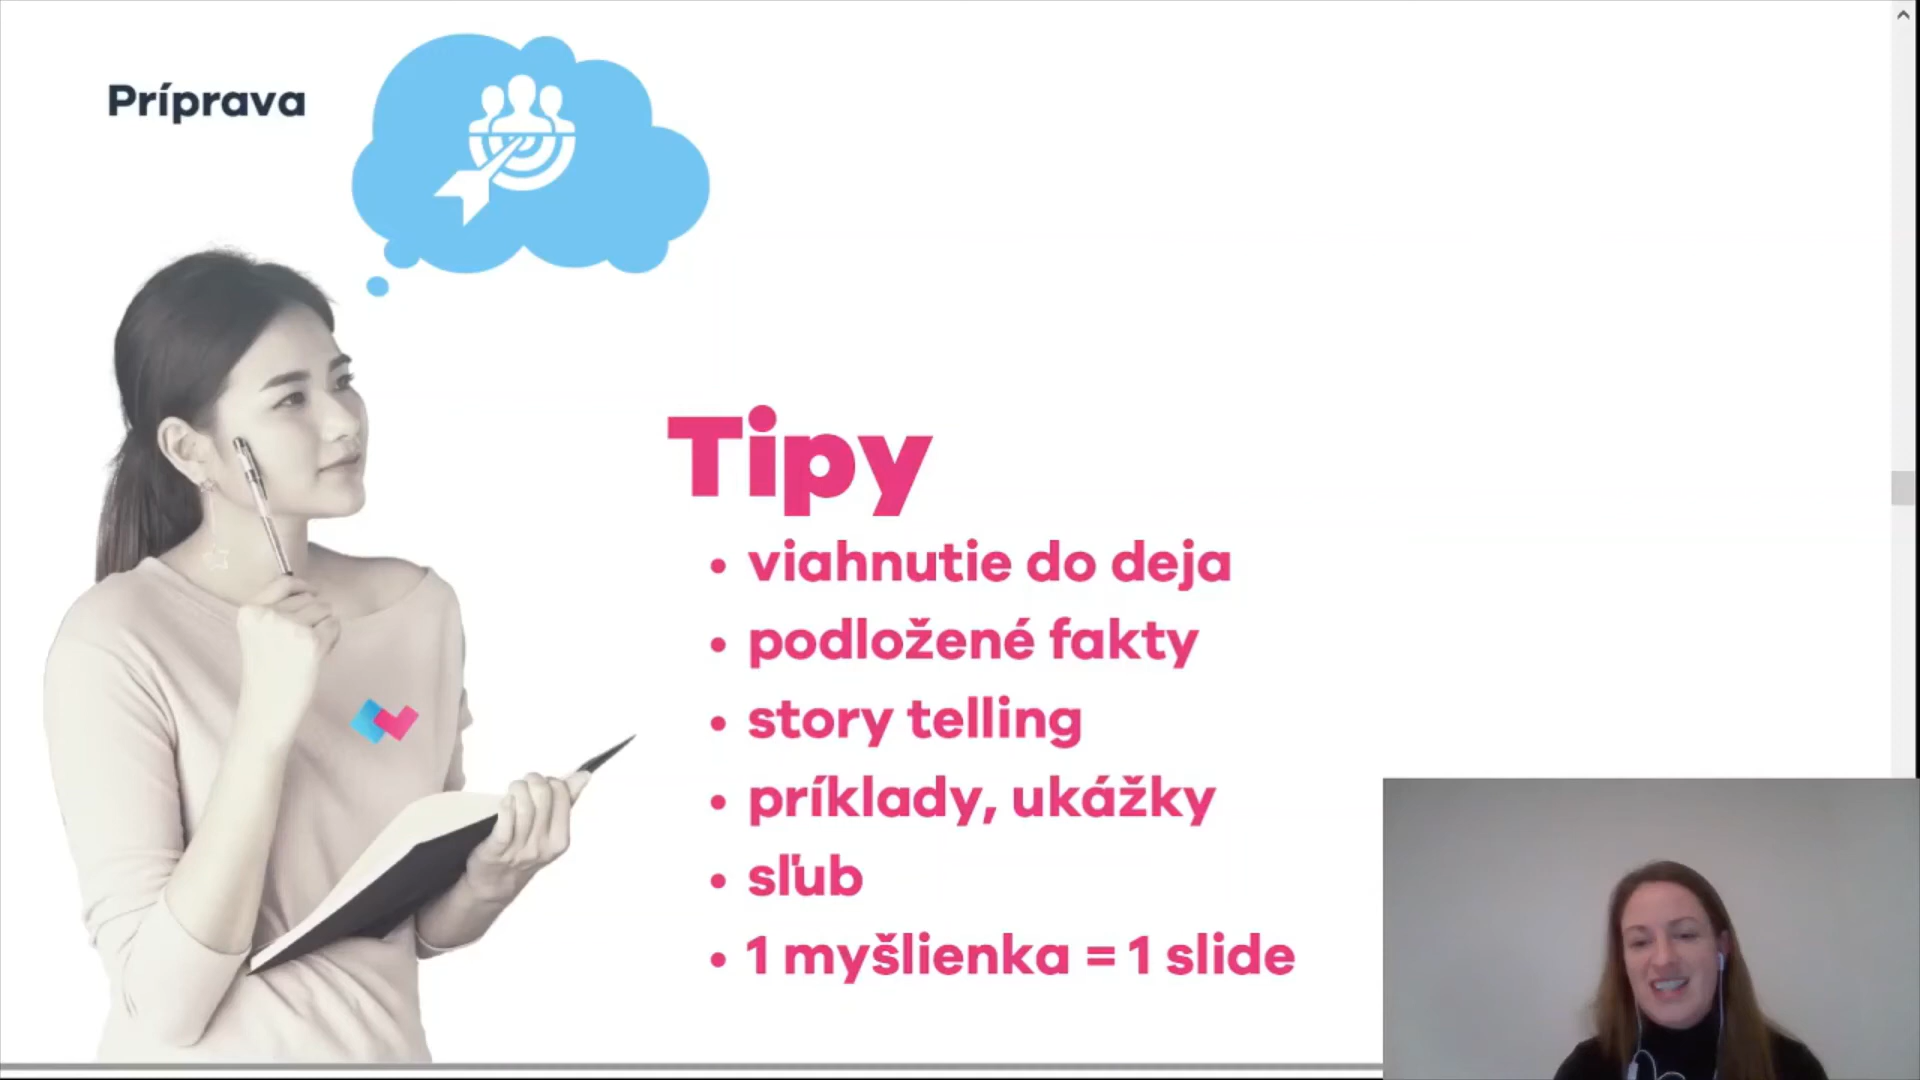 Príprava
Tipy
• viahnutie do deja
• podložené fakty
• story telling
• príklady, ukážky
• sľub
• 1 myšlienka = 1 slide